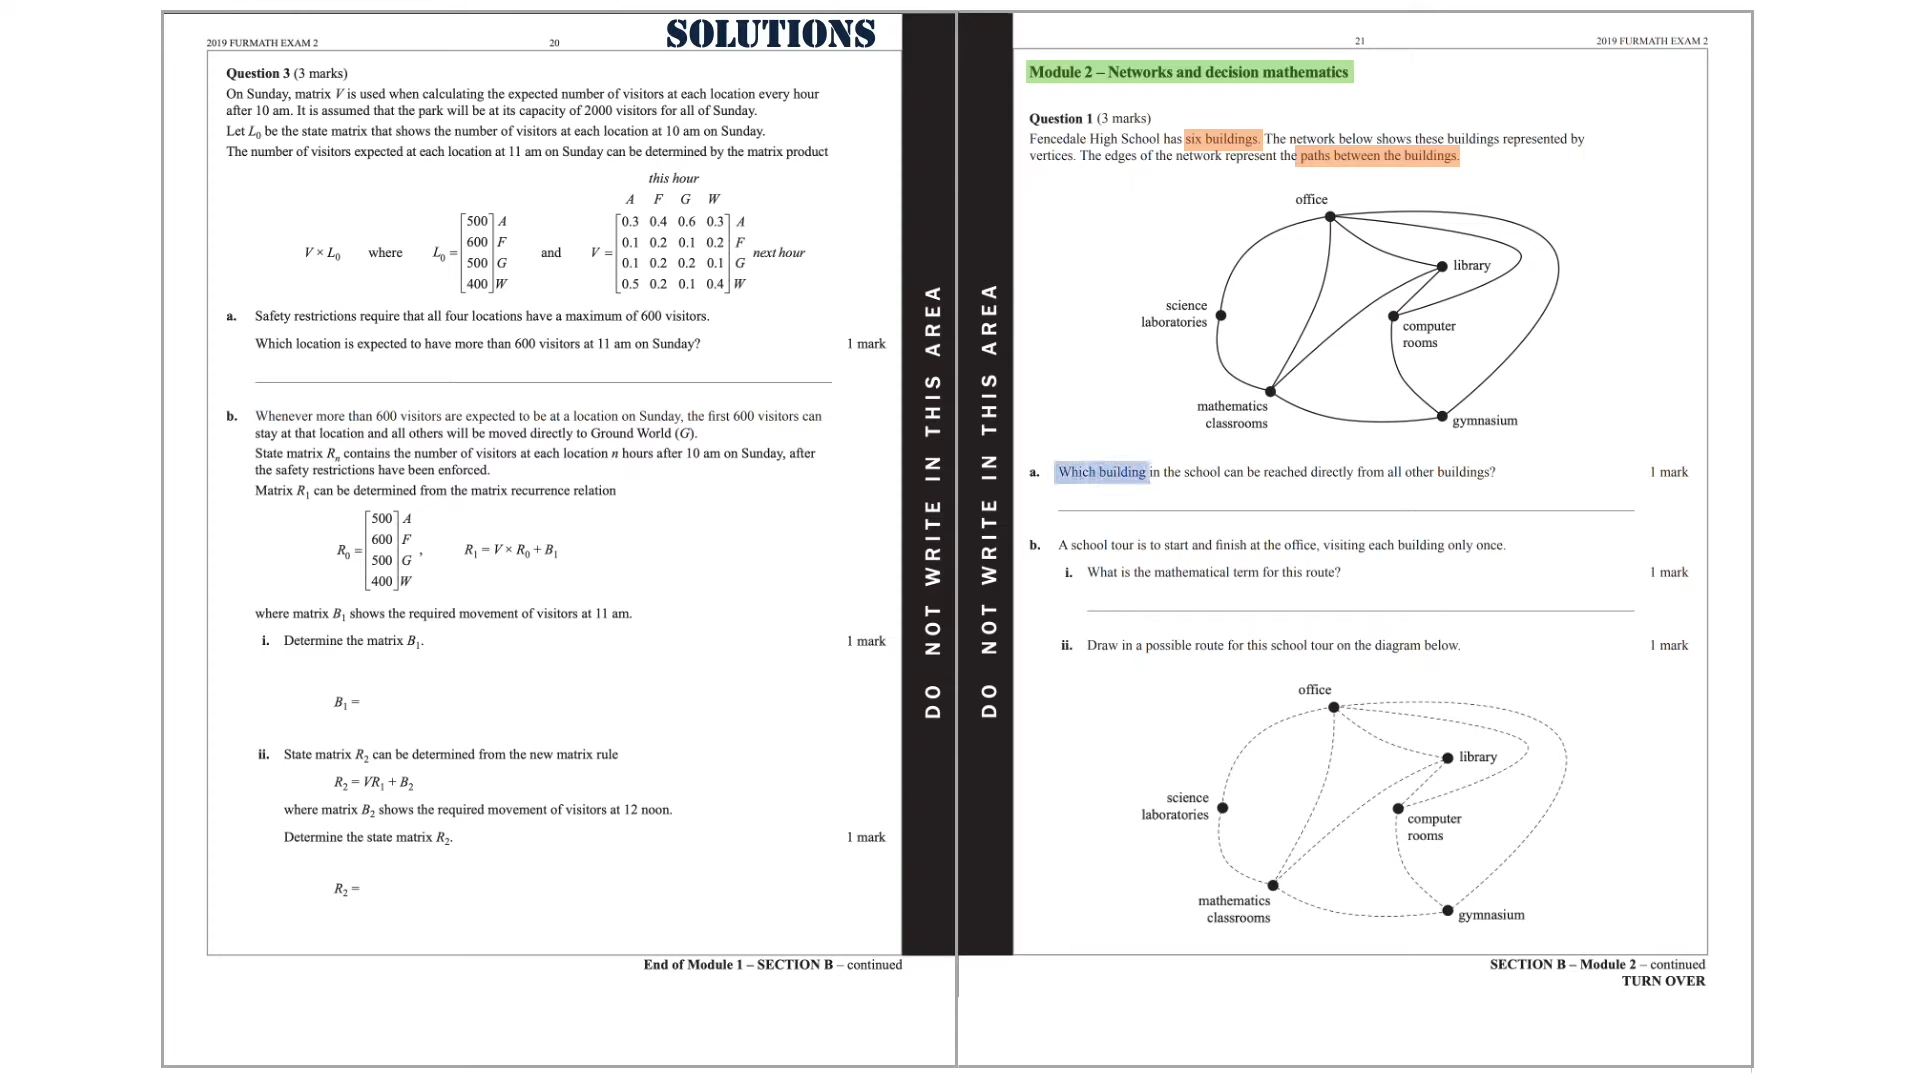 SOLUTIONS
2019 FURMATH EXAM 2
20
Question 3 (3 marks)
On Sunday, matrix V is used when calculating the expected number of visitors at each location every hour
after 10 am. It is assumed that the park will be at its capacity of 2000 visitors for all of Sunday.
Let L₀ be the state matrix that shows the number of visitors at each location at 10 am on Sunday.
The number of visitors expected at each location at 11 am on Sunday can be determined by the matrix product
this hour
A F G W
V × L₀ where L₀ = [500 A and V = [0.3 0.4 0.6 0.3] A
600 F 0.1 0.2 0.1 0.2 F next hour
500 G 0.1 0.2 0.2 0.1 G
400] W 0.5 0.2 0.1 0.4 W
a. Safety restrictions require that all four locations have a maximum of 600 visitors.
Which location is expected to have more than 600 visitors at 11 am on Sunday? 1 mark
b. Whenever more than 600 visitors are expected to be at a location on Sunday, the first 600 visitors can
stay at that location and all others will be moved directly to Ground World (G).
State matrix Rₙ contains the number of visitors at each location n hours after 10 am on Sunday, after
the safety restrictions have been enforced.
Matrix R₁ can be determined from the matrix recurrence relation
R₀ = [500 A
600 F
500 G
400] W , R₁ = V × R₀ + B₁
where matrix B₁ shows the required movement of visitors at 11 am.
i. Determine the matrix B₁. 1 mark
B₁ =
ii. State matrix R₂ can be determined from the new matrix rule
R₂ = VR₁ + B₂
where matrix B₂ shows the required movement of visitors at 12 noon.
Determine the state matrix R₂. 1 mark
R₂ =
End of Module 1 – SECTION B – continued
DO NOT WRITE IN THIS AREA
DO NOT WRITE IN THIS AREA
21
2019 FURMATH EXAM 2
Module 2 – Networks and decision mathematics
Question 1 (3 marks)
Fencedale High School has six buildings. The network below shows these buildings represented by
vertices. The edges of the network represent the paths between the buildings.
office
library
science
laboratories
computer
rooms
mathematics
classrooms
gymnasium
a. Which building in the school can be reached directly from all other buildings? 1 mark
b. A school tour is to start and finish at the office, visiting each building only once.
i. What is the mathematical term for this route? 1 mark
ii. Draw in a possible route for this school tour on the diagram below. 1 mark
office
library
science
laboratories
computer
rooms
mathematics
classrooms
gymnasium
SECTION B – Module 2 – continued
TURN OVER